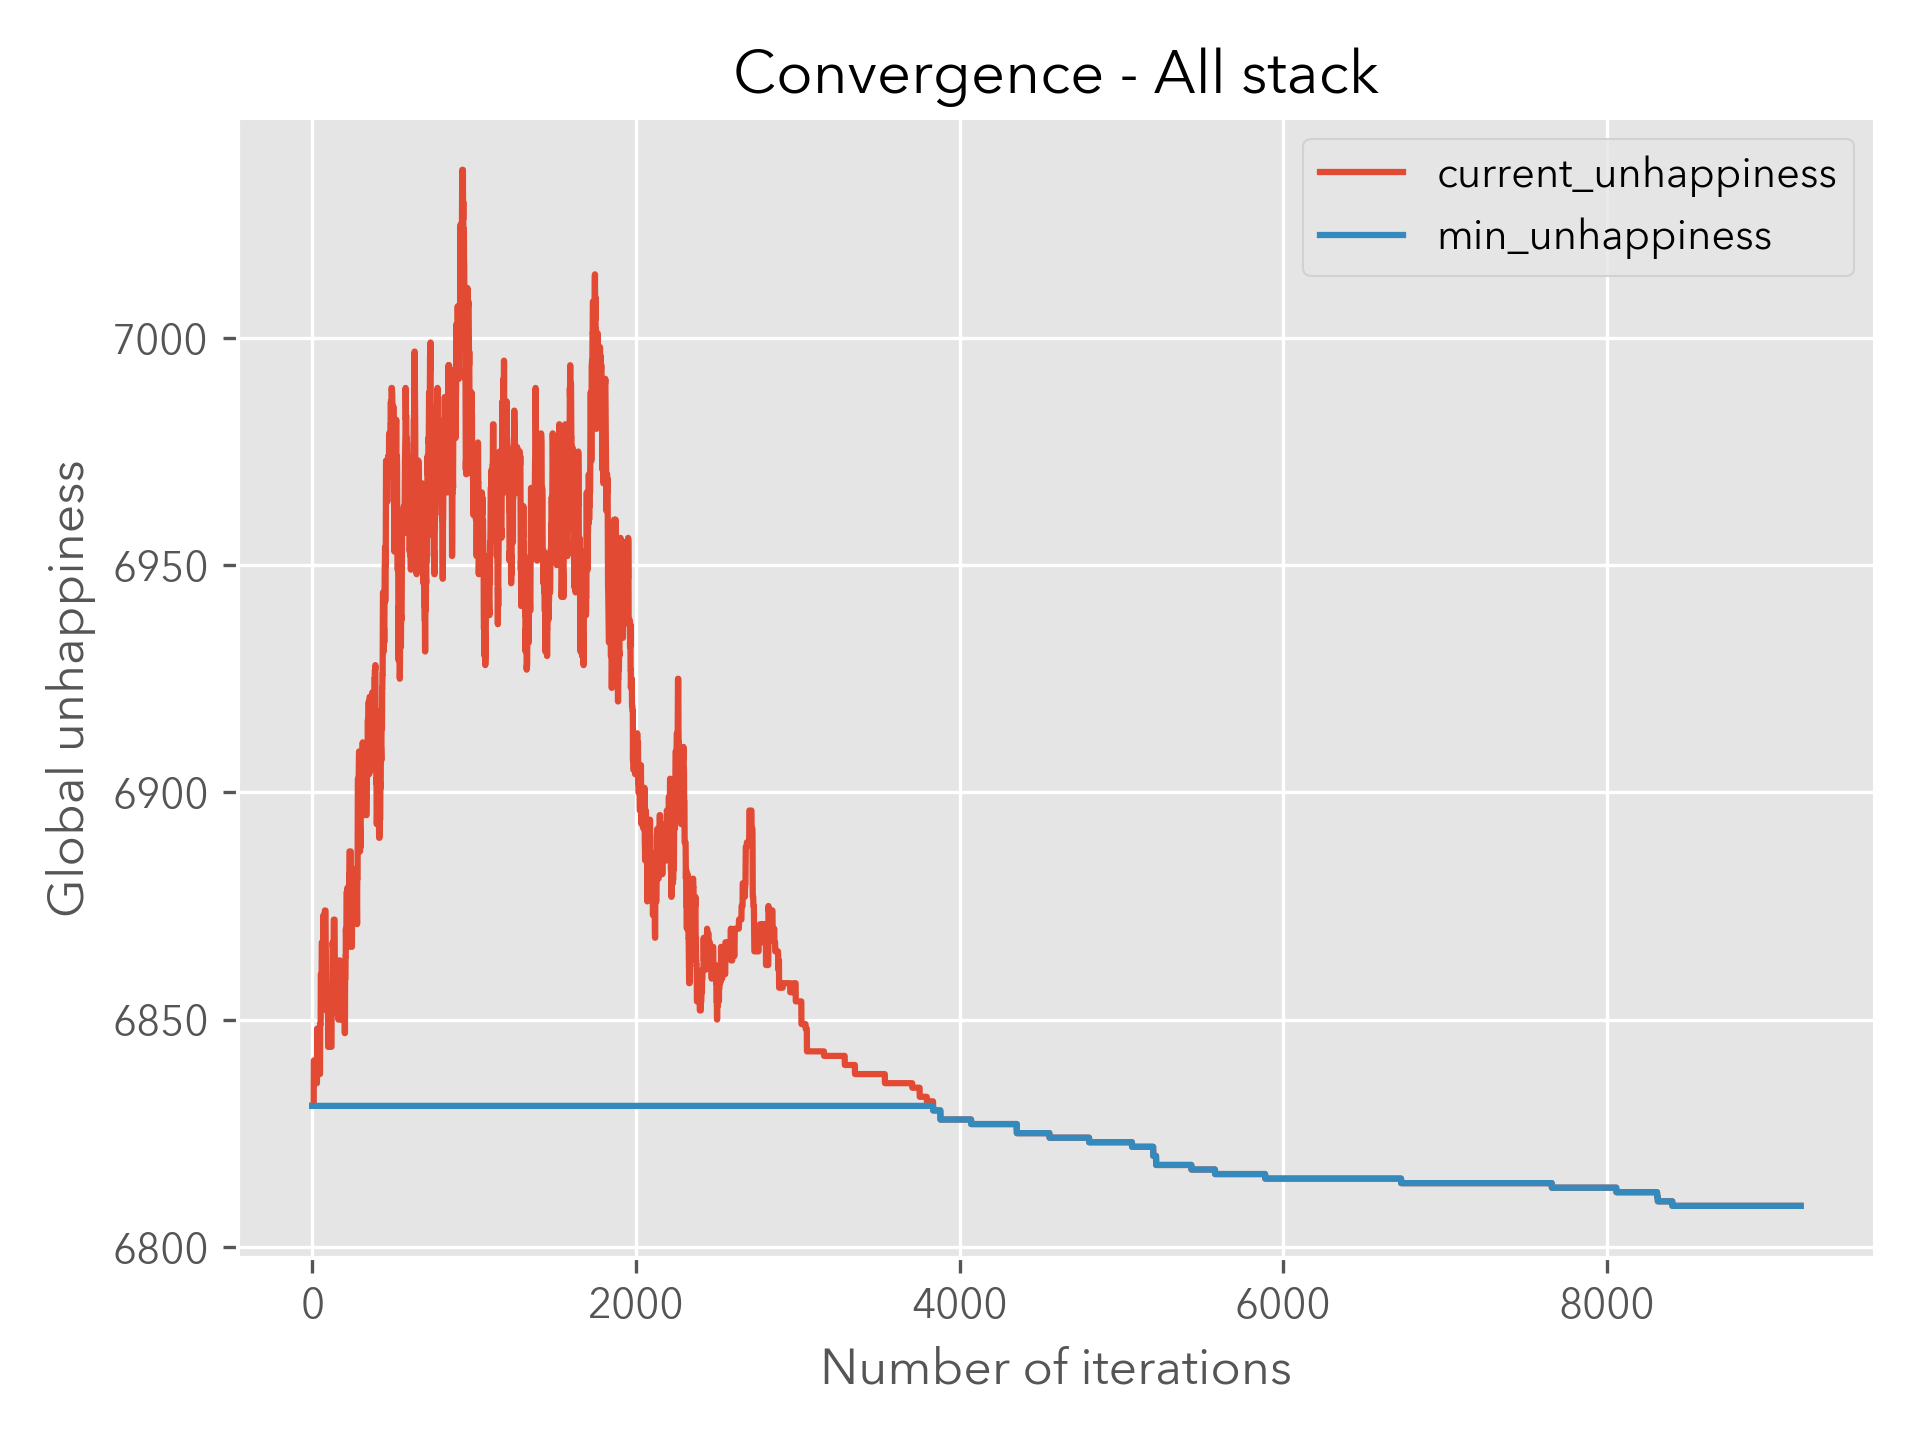 Convergence - All stack
current_unhappiness
min_unhappiness
Global unhappiness
7000
6950
6900
6850
6800
0 2000 4000 6000 8000
Number of iterations